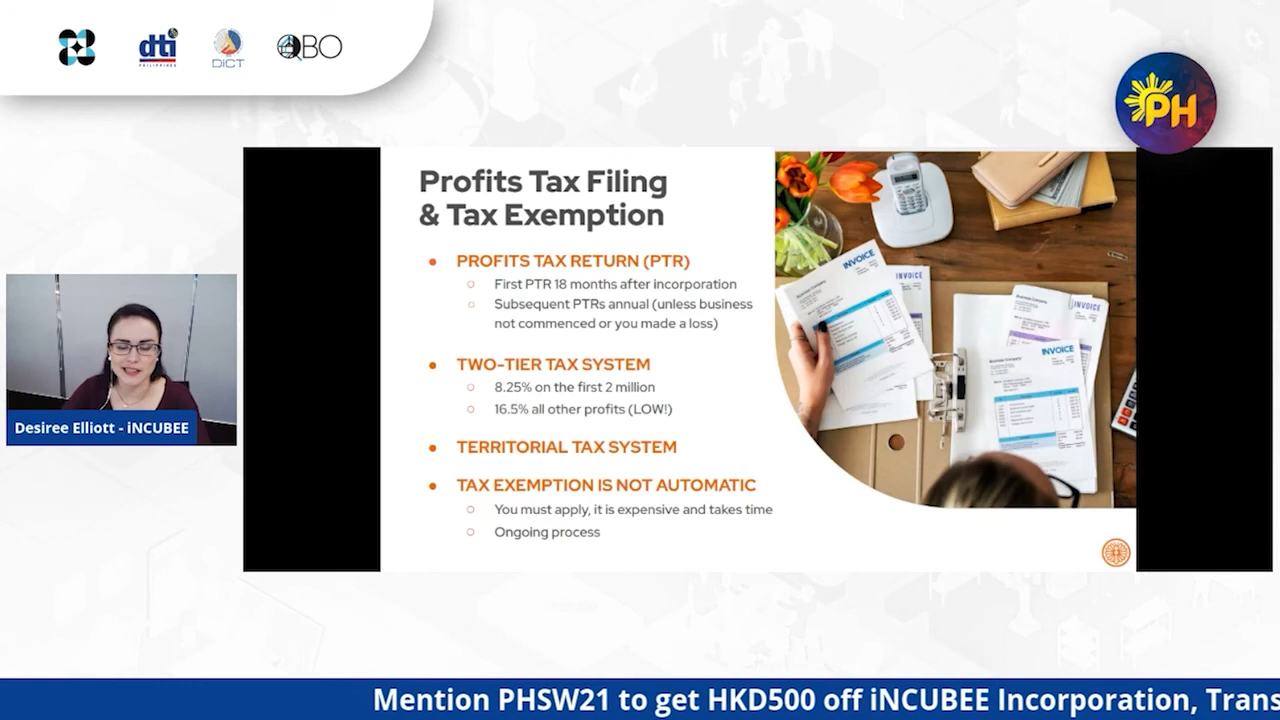 dti
PHILIPPINES
DICT
QBO
PH
Profits Tax Filing
& Tax Exemption
PROFITS TAX RETURN (PTR)
First PTR 18 months after incorporation
Subsequent PTRs annual (unless business
not commenced or you made a loss)
TWO-TIER TAX SYSTEM
8.25% on the first 2 million
16.5% all other profits (LOW!)
TERRITORIAL TAX SYSTEM
TAX EXEMPTION IS NOT AUTOMATIC
You must apply, it is expensive and takes time
Ongoing process
INVOICE
INVOICE
INVOICE
INVOICE
Desiree Elliott - iNCUBEE
Mention PHSW21 to get HKD500 off iNCUBEE Incorporation, Trans